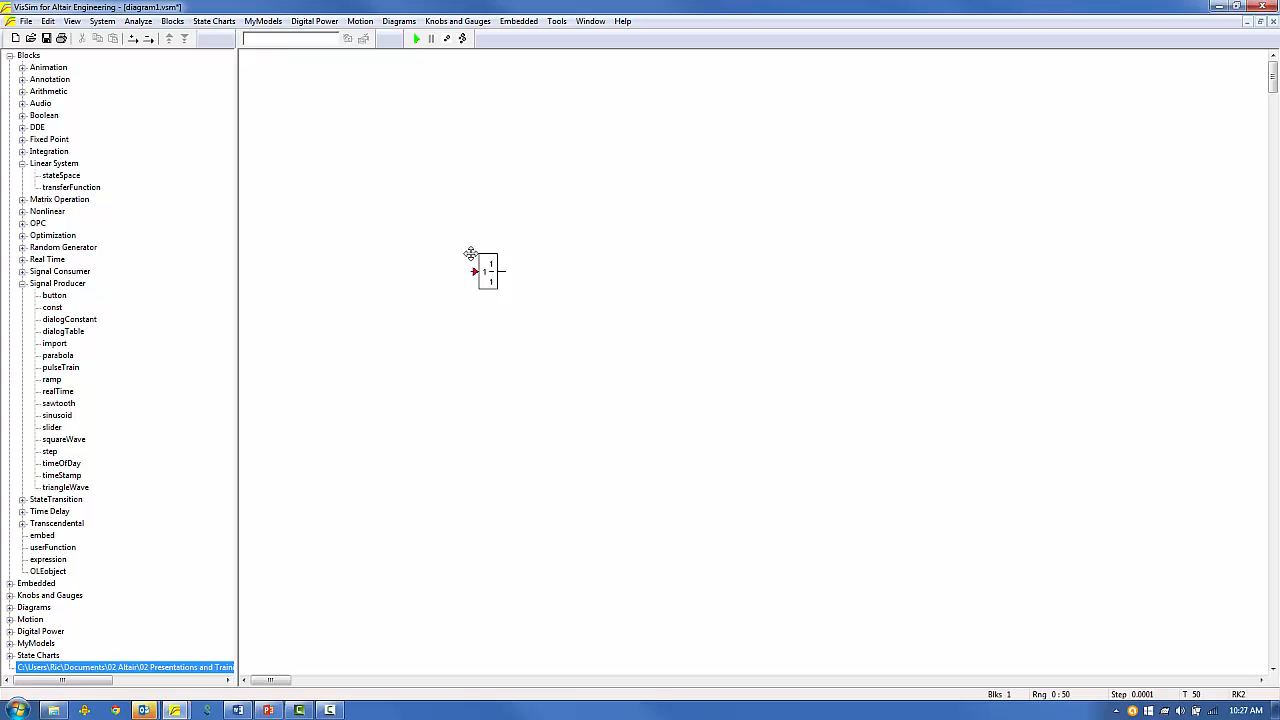 VisSim for Altair Engineering - [diagram1.vsm*]
File Edit View System Analyze Blocks State Charts MyModels Digital Power Motion Diagrams Knobs and Gauges Embedded Tools Window Help
Blocks
Animation
Annotation
Arithmetic
Audio
Boolean
DDE
Fixed Point
Integration
Linear System
stateSpace
transferFunction
Matrix Operation
Nonlinear
OPC
Optimization
Random Generator
Real Time
Signal Consumer
Signal Producer
button
const
dialogConstant
dialogTable
import
parabola
pulseTrain
ramp
realTime
sawtooth
sinusoid
slider
squareWave
step
timeOfDay
timeStamp
triangleWave
StateTransition
Time Delay
Transcendental
embed
userFunction
expression
OLEobject
Embedded
Knobs and Gauges
Diagrams
Motion
Digital Power
MyModels
State Charts
C:\Users\Ric\Documents\02 Altair\02 Presentations and Traini
1
1
1
Blks 1 Rng 0:50 Step 0.0001 T 50 RK2
10:27 AM